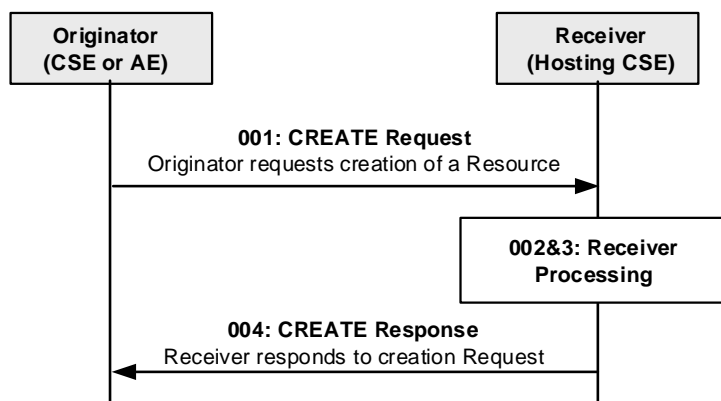 Originator
(CSE or AE)
Receiver
(Hosting CSE)
001: CREATE Request
Originator requests creation of a Resource
002&3: Receiver
Processing
004: CREATE Response
Receiver responds to creation Request